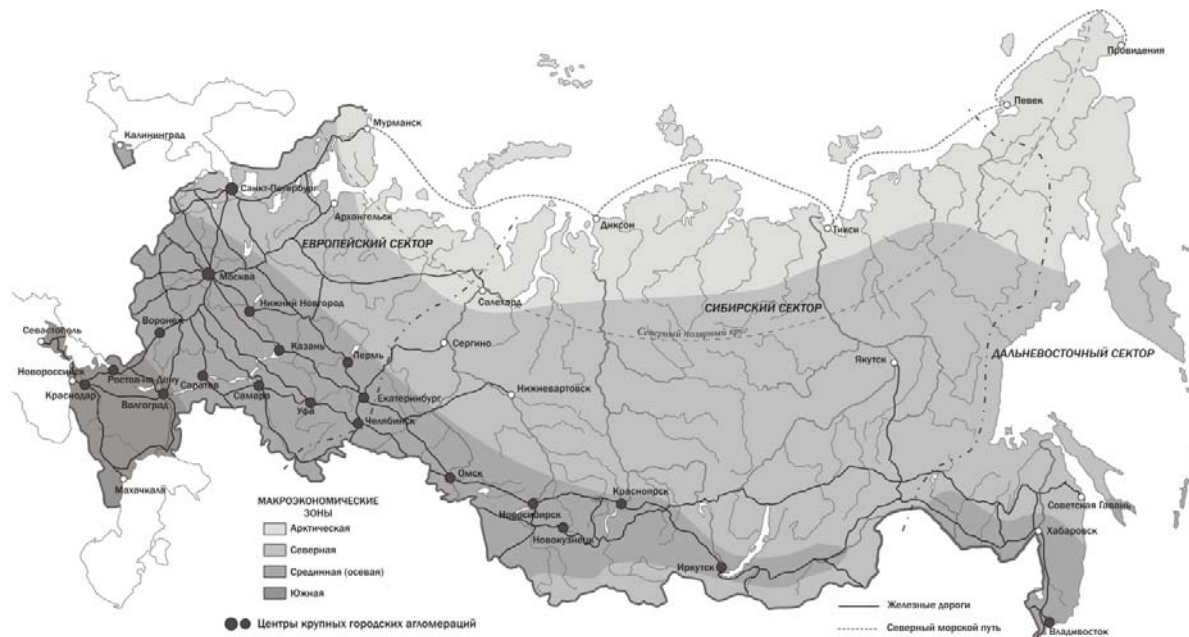 Провидения
Певек
Мурманск
Калининград
Санкт-Петербург
Архангельск
Диксон
Тикси
ЕВРОПЕЙСКИЙ СЕКТОР
Москва
Салехард
СИБИРСКИЙ СЕКТОР
Нижний Новгород
Северный полярный круг
Севастополь
Воронеж
Казань
Пермь
Сергино
Якутск
ДАЛЬНЕВОСТОЧНЫЙ СЕКТОР
Новороссийск
Ростов-на-Дону
Саратов
Краснодар
Волгоград
Самара
Уфа
Екатеринбург
Нижневартовск
Челябинск
Махачкала
Омск
Новосибирск
Красноярск
Новокузнецк
Иркутск
Советская Гавань
Хабаровск
Владивосток
МАКРОЭКОНОМИЧЕСКИЕ
ЗОНЫ
Арктическая
Северная
Срединная (осевая)
Южная
Центры крупных городских агломераций
Железные дороги
Северный морской путь